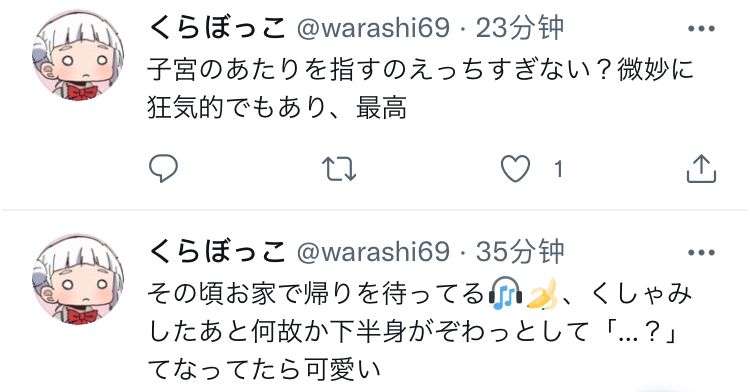 くらぼっこ @warashi69 · 23分钟
子宮のあたりを指すのえっちすぎない？微妙に
狂気的でもあり、最高
1
くらぼっこ @warashi69 · 35分钟
その頃お家で帰りを待ってる🎧🍌、くしゃみ
したあと何故か下半身がぞわっとして「…？」
てなってたら可愛い